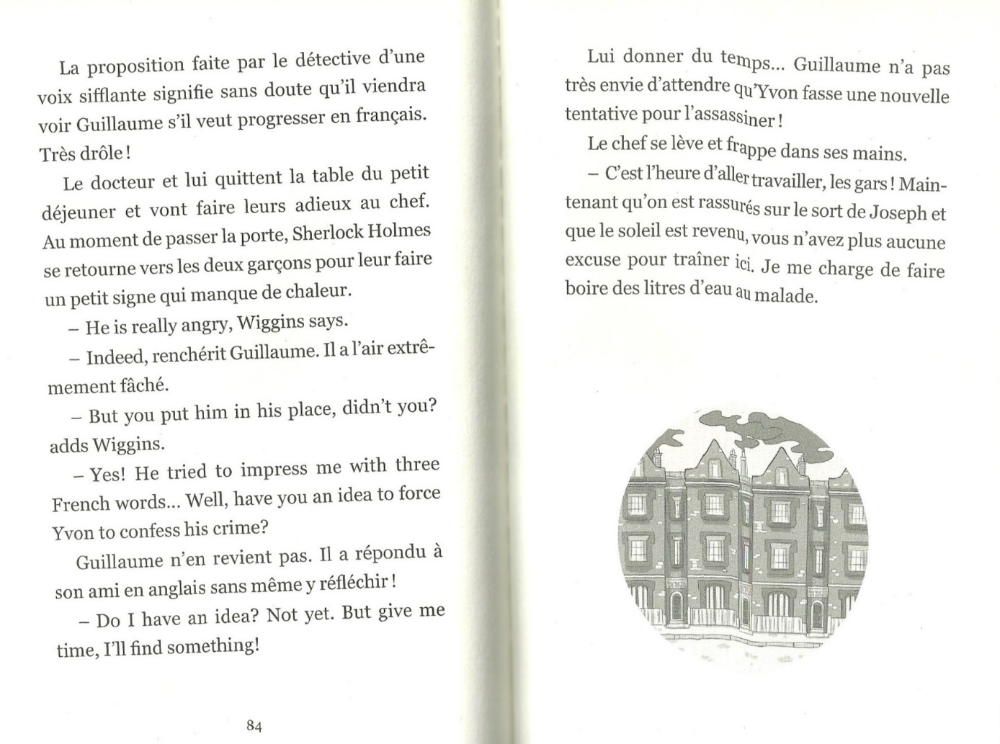 La proposition faite par le détective d'une
voix sifflante signifie sans doute qu'il viendra
voir Guillaume s'il veut progresser en français.
Très drôle !
Le docteur et lui quittent la table du petit
déjeuner et vont faire leurs adieux au chef.
Au moment de passer la porte, Sherlock Holmes
se retourne vers les deux garçons pour leur faire
un petit signe qui manque de chaleur.
– He is really angry, Wiggins says.
– Indeed, renchérit Guillaume. Il a l'air extrê-
mement fâché.
– But you put him in his place, didn't you?
adds Wiggins.
– Yes! He tried to impress me with three
French words... Well, have you an idea to force
Yvon to confess his crime?
Guillaume n'en revient pas. Il a répondu à
son ami en anglais sans même y réfléchir !
– Do I have an idea? Not yet. But give me
time, I'll find something!
84
Lui donner du temps... Guillaume n'a pas
très envie d'attendre qu'Yvon fasse une nouvelle
tentative pour l'assassiner !
Le chef se lève et frappe dans ses mains.
– C'est l'heure d'aller travailler, les gars ! Main-
tenant qu'on est rassurés sur le sort de Joseph et
que le soleil est revenu, vous n'avez plus aucune
excuse pour traîner ici. Je me charge de faire
boire des litres d'eau au malade.